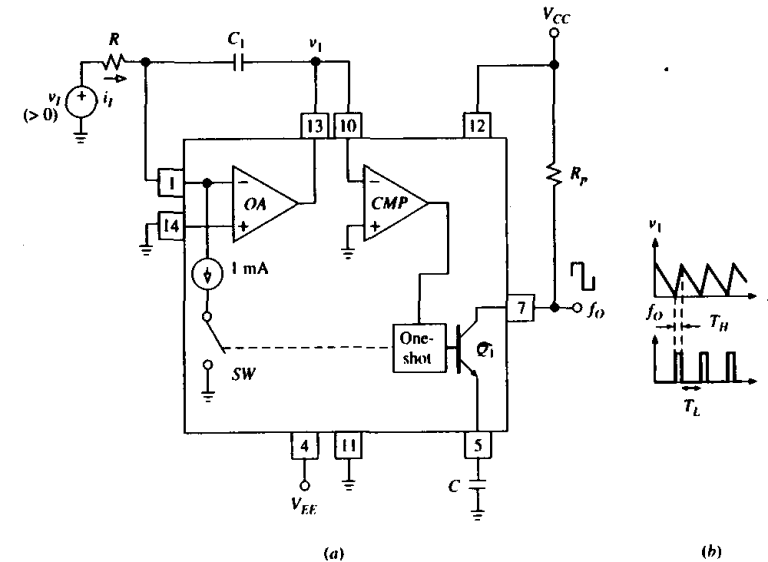 V_CC
R
C_1
v_1
v_I
(> 0)
i_I
13
10
12
R_p
1
OA
CMP
14
1 mA
v_1
7
f_O
f_O
T_H
One-
shot
Q_1
SW
T_L
4
11
5
V_EE
C
(a)
(b)